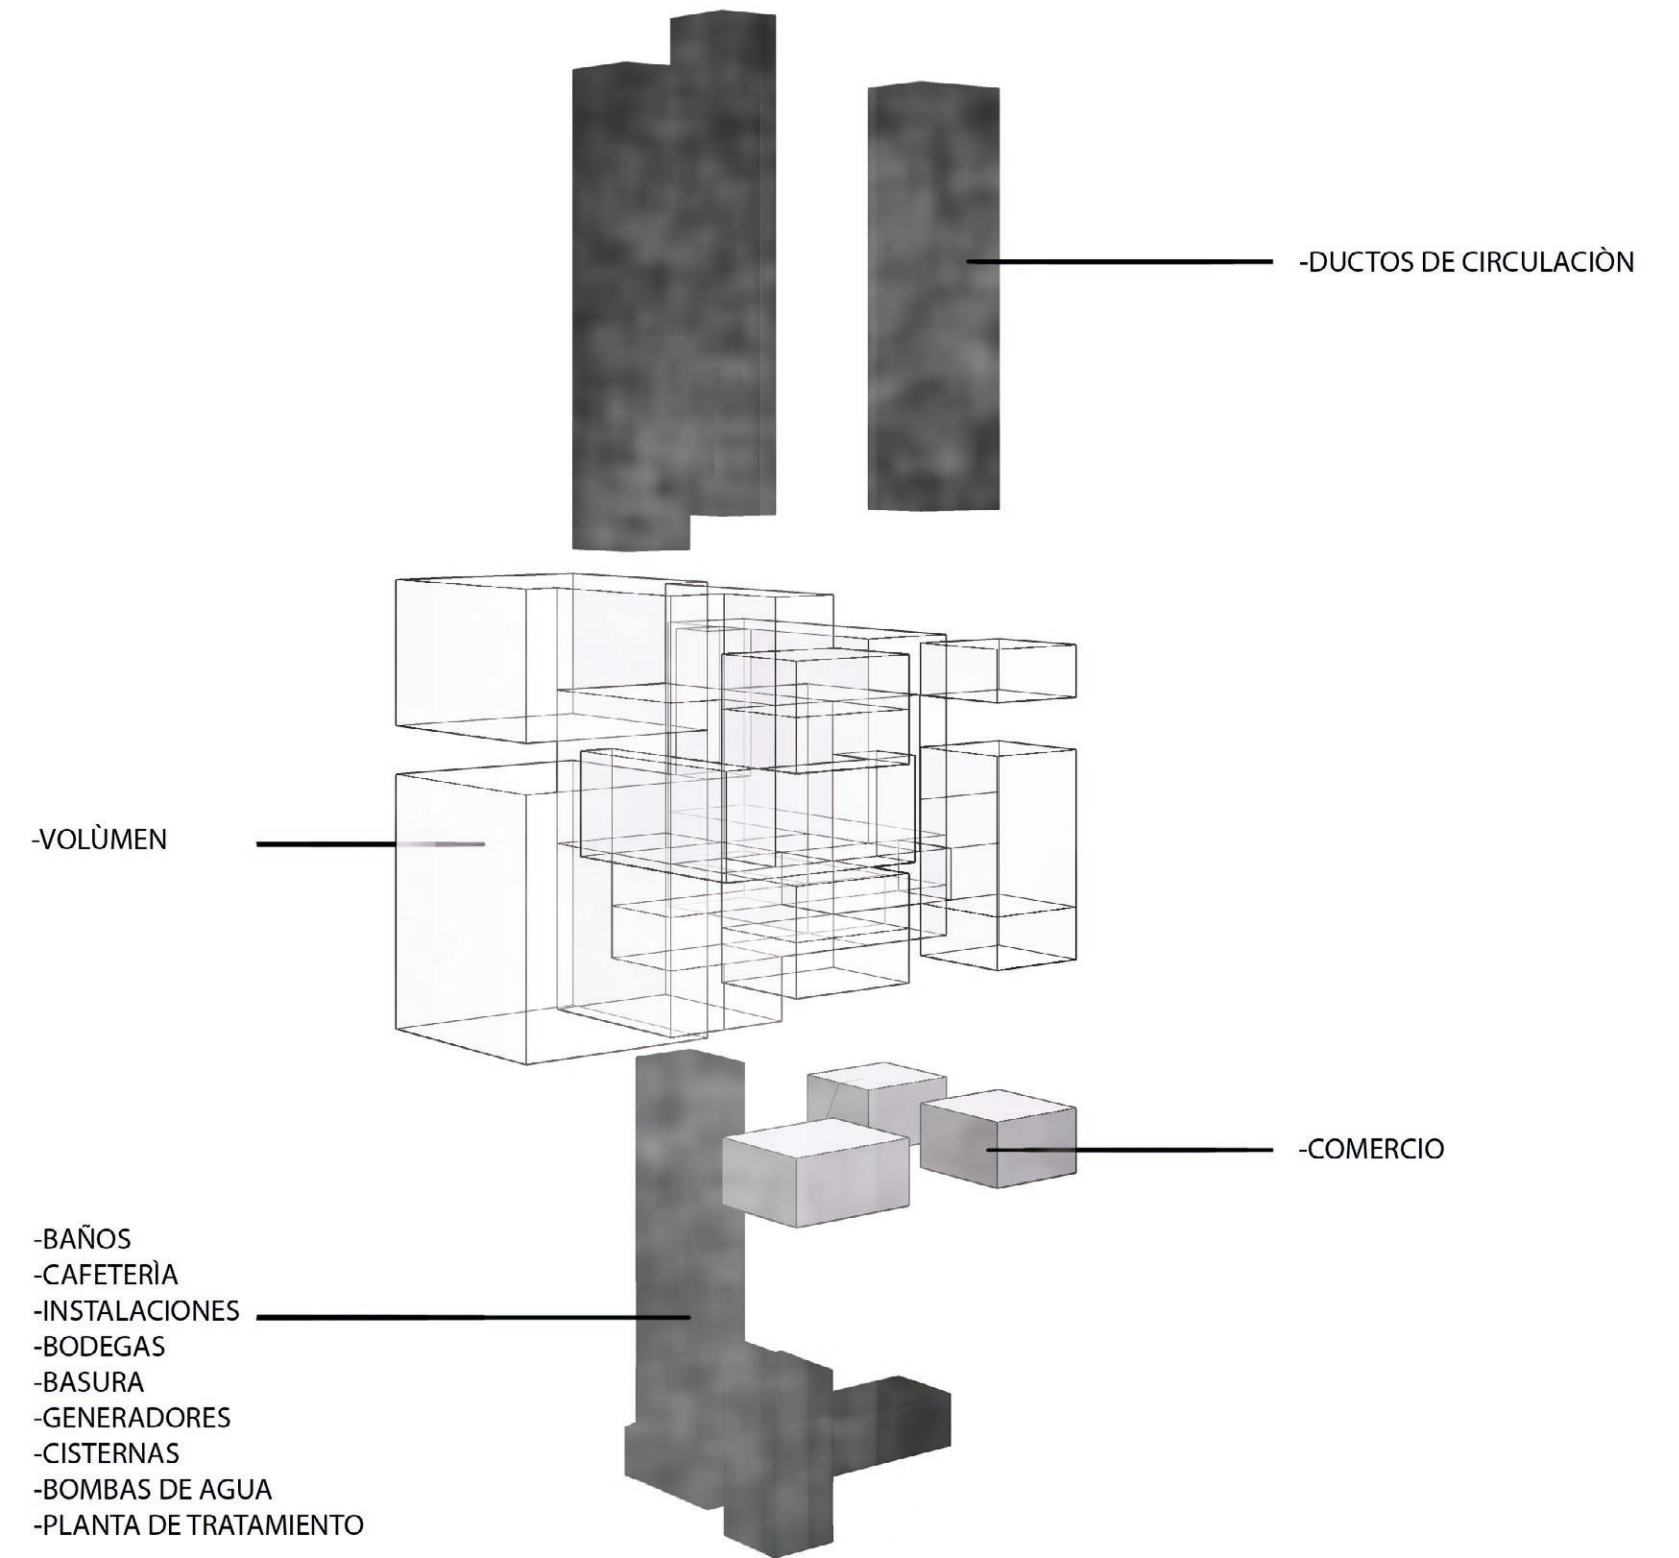 -DUCTOS DE CIRCULACIÒN
-VOLÙMEN
-COMERCIO
-BAÑOS
-CAFETERÌA
-INSTALACIONES
-BODEGAS
-BASURA
-GENERADORES
-CISTERNAS
-BOMBAS DE AGUA
-PLANTA DE TRATAMIENTO